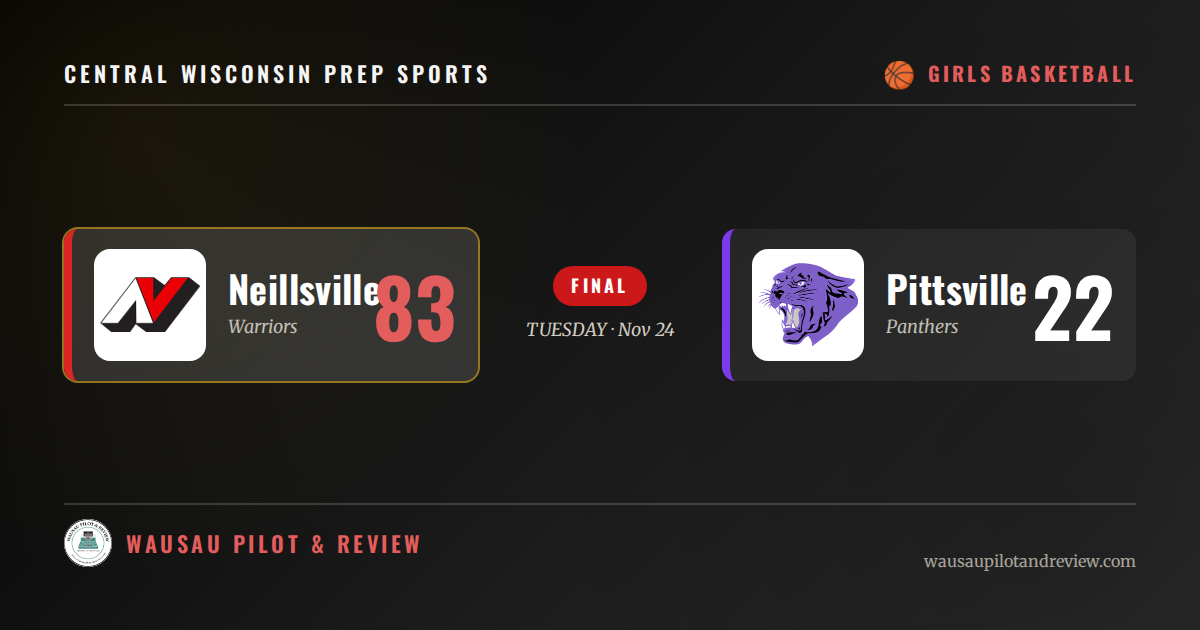 CENTRAL WISCONSIN PREP SPORTS
GIRLS BASKETBALL
Neillsville
Warriors
83
FINAL
TUESDAY · Nov 24
Pittsville
Panthers
22
WAUSAU PILOT & REVIEW
wausaupilotandreview.com